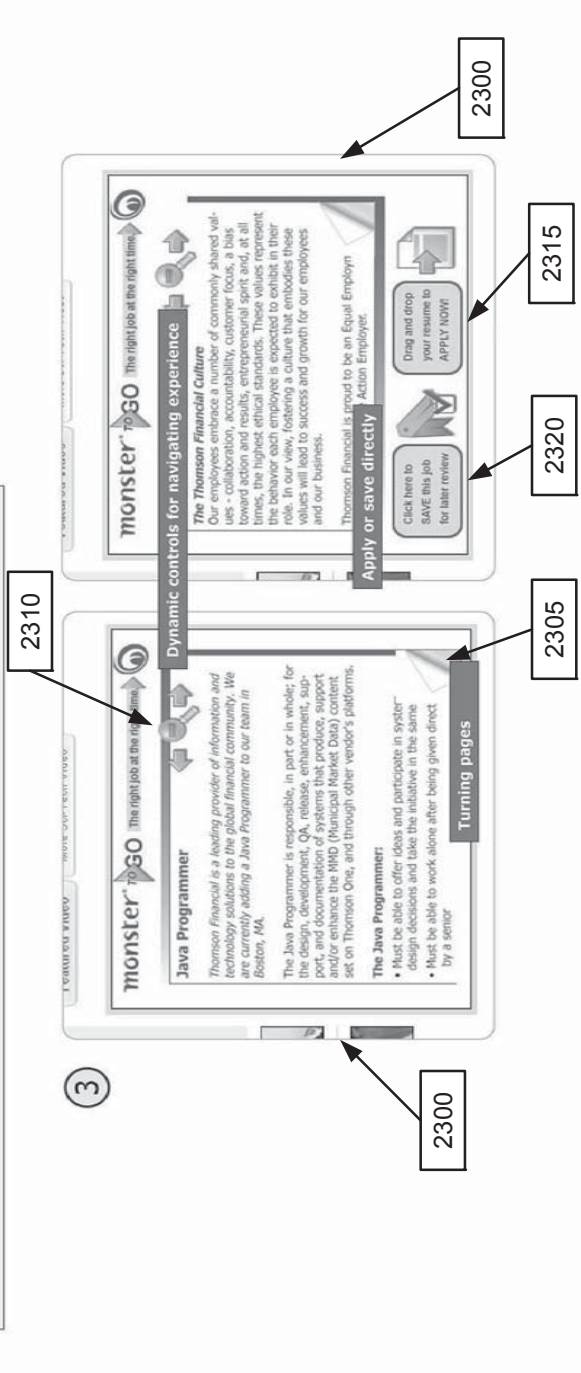 3
2300
2310
2305
Featured Video
monster TO GO The right job at the right time.
Java Programmer
Thomson Financial is a leading provider of information and
technology solutions to the global financial community. We
are currently adding a Java Programmer to our team in
Boston, MA.
The Java Programmer is responsible, in part or in whole; for
the design, development, QA, release, enhancement, sup-
port, and documentation of systems that produce, support
and/or enhance the MMD (Municipal Market Data) content
set on Thomson One, and through other vendor's platforms.
The Java Programmer:
• Must be able to offer ideas and participate in syster
design decisions and take the initiative in the same
• Must be able to work alone after being given direct
by a senior
Turning pages
Dynamic controls for navigating experience
monster TO GO The right job at the right time.
The Thomson Financial Culture
Our employees embrace a number of commonly shared val-
ues - collaboration, accountability, customer focus, a bias
toward action and results, entrepreneurial spirit and, at all
times, the highest ethical standards. These values represent
the behavior each employee is expected to exhibit in their
role. In our view, fostering a culture that embodies these
values will lead to success and growth for our employees
and our business.
Thomson Financial is proud to be an Equal Employn
Action Employer.
Apply or save directly
Click here to
SAVE this job
for later review
Drag and drop
your resume to
APPLY NOW!
2300
2320
2315